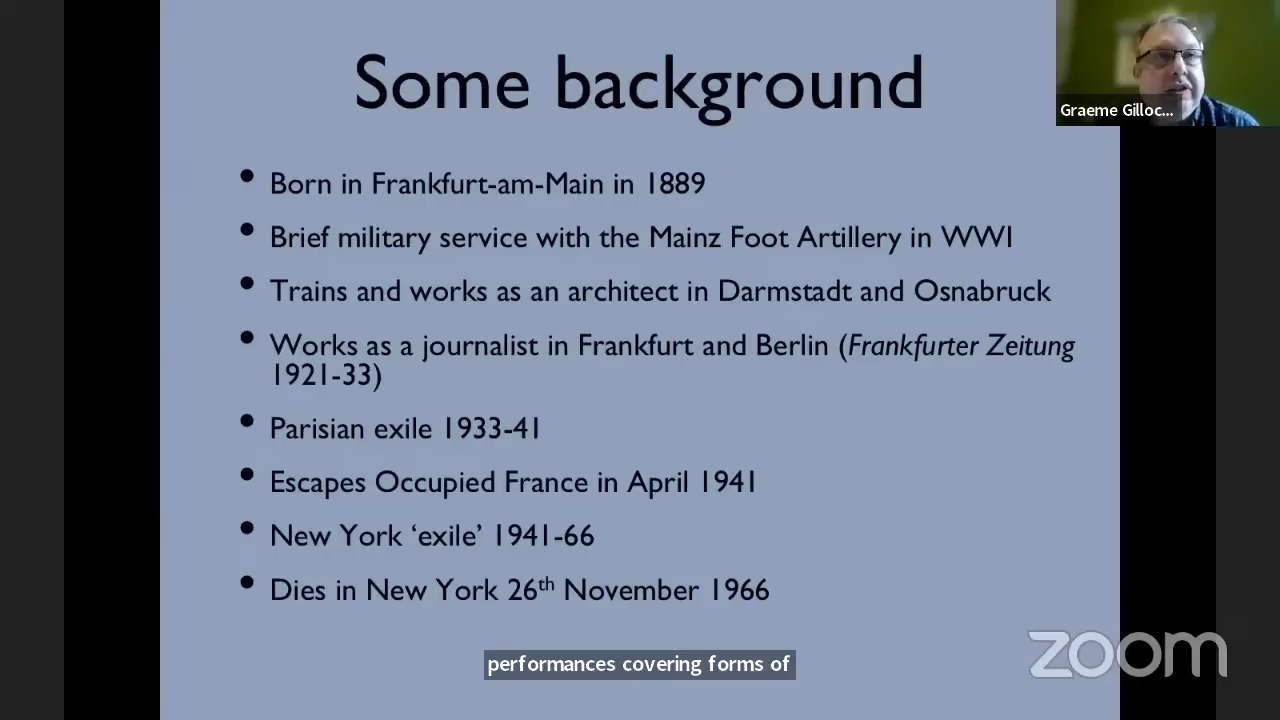 Some background
Graeme Gilloc...
• Born in Frankfurt-am-Main in 1889
• Brief military service with the Mainz Foot Artillery in WWI
• Trains and works as an architect in Darmstadt and Osnabruck
• Works as a journalist in Frankfurt and Berlin (Frankfurter Zeitung
1921-33)
• Parisian exile 1933-41
• Escapes Occupied France in April 1941
• New York ‘exile’ 1941-66
• Dies in New York 26th November 1966
performances covering forms of
zoom